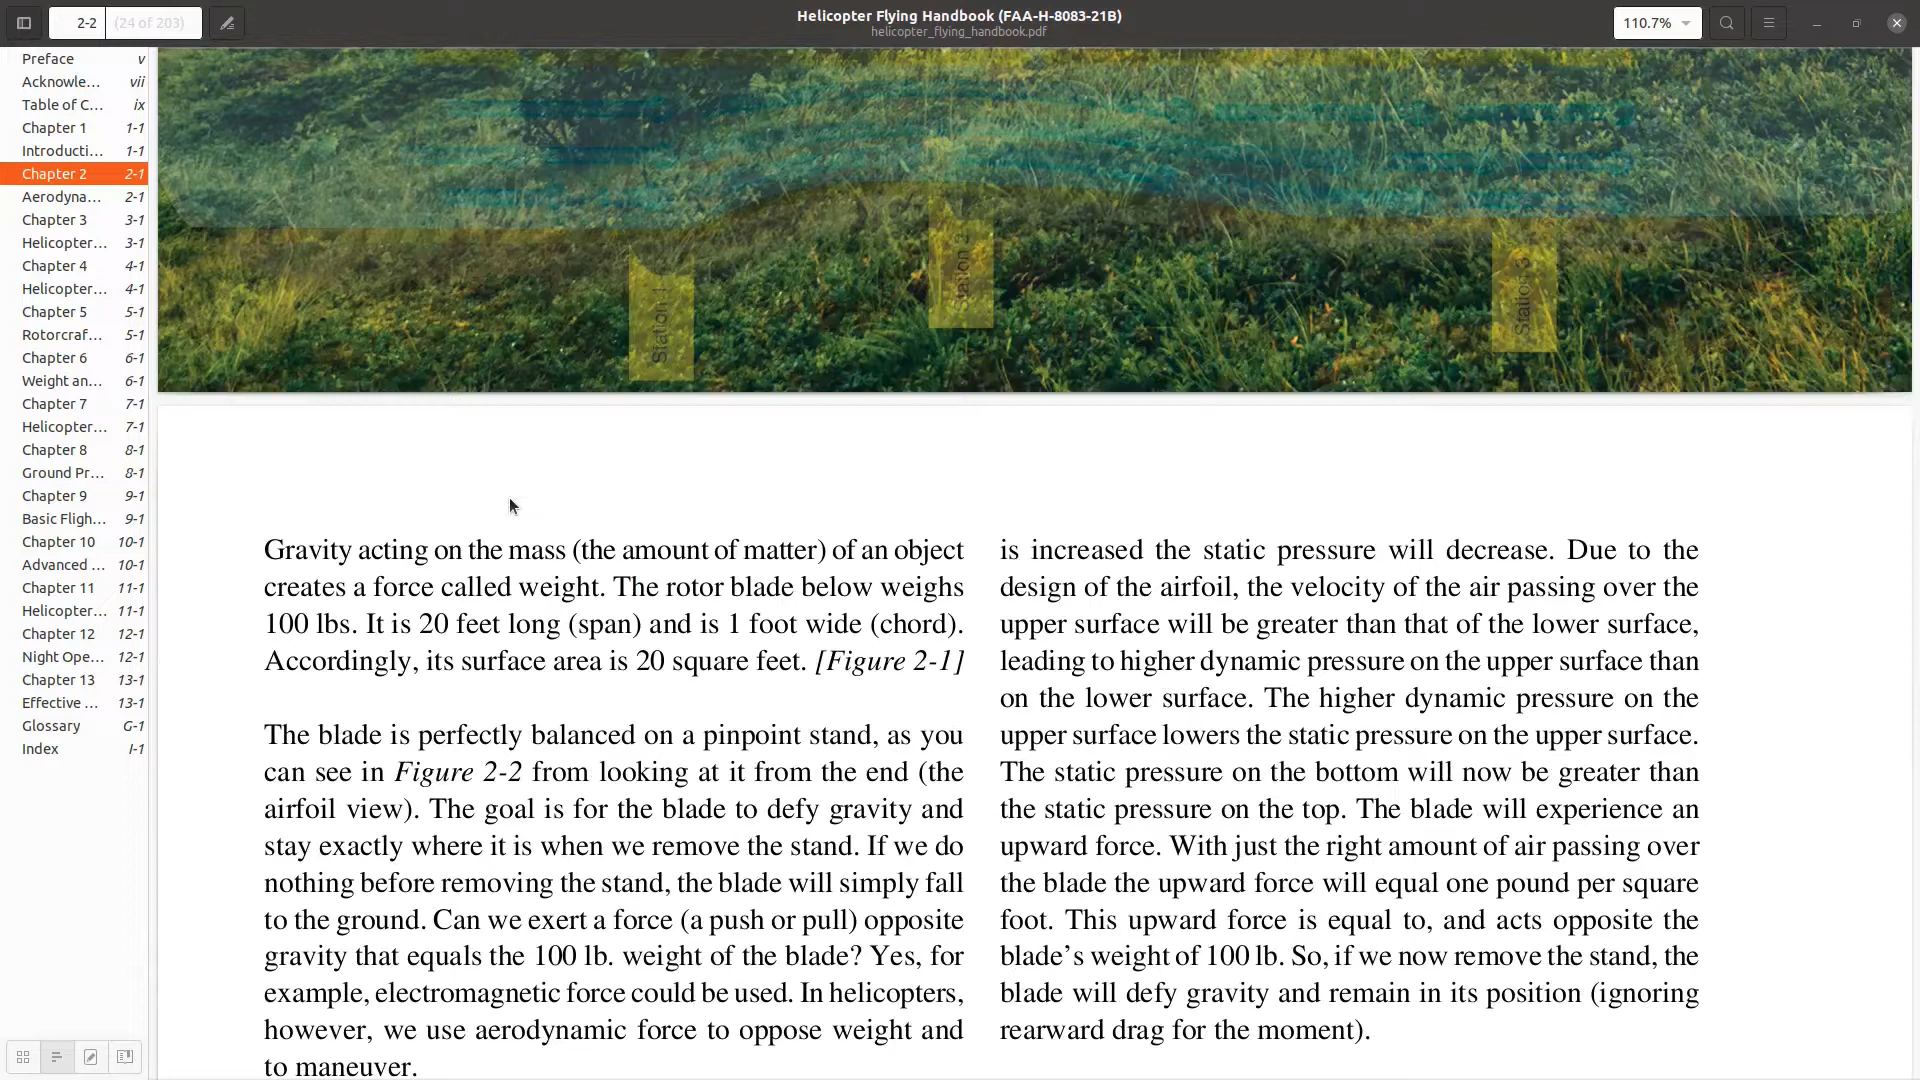 2-2
(24 of 203)
Helicopter Flying Handbook (FAA-H-8083-21B)
helicopter_flying_handbook.pdf
110.7%
Preface v
Acknowle... vii
Table of C... ix
Chapter 1 1-1
Introducti... 1-1
Chapter 2 2-1
Aerodyna... 2-1
Chapter 3 3-1
Helicopter... 3-1
Chapter 4 4-1
Helicopter... 4-1
Chapter 5 5-1
Rotorcraf... 5-1
Chapter 6 6-1
Weight an... 6-1
Chapter 7 7-1
Helicopter... 7-1
Chapter 8 8-1
Ground Pr... 8-1
Chapter 9 9-1
Basic Fligh... 9-1
Chapter 10 10-1
Advanced ... 10-1
Chapter 11 11-1
Helicopter... 11-1
Chapter 12 12-1
Night Ope... 12-1
Chapter 13 13-1
Effective ... 13-1
Glossary G-1
Index I-1
Station 1
Station 2
Station 3
Gravity acting on the mass (the amount of matter) of an object
creates a force called weight. The rotor blade below weighs
100 lbs. It is 20 feet long (span) and is 1 foot wide (chord).
Accordingly, its surface area is 20 square feet. [Figure 2-1]
The blade is perfectly balanced on a pinpoint stand, as you
can see in Figure 2-2 from looking at it from the end (the
airfoil view). The goal is for the blade to defy gravity and
stay exactly where it is when we remove the stand. If we do
nothing before removing the stand, the blade will simply fall
to the ground. Can we exert a force (a push or pull) opposite
gravity that equals the 100 lb. weight of the blade? Yes, for
example, electromagnetic force could be used. In helicopters,
however, we use aerodynamic force to oppose weight and
to maneuver.
is increased the static pressure will decrease. Due to the
design of the airfoil, the velocity of the air passing over the
upper surface will be greater than that of the lower surface,
leading to higher dynamic pressure on the upper surface than
on the lower surface. The higher dynamic pressure on the
upper surface lowers the static pressure on the upper surface.
The static pressure on the bottom will now be greater than
the static pressure on the top. The blade will experience an
upward force. With just the right amount of air passing over
the blade the upward force will equal one pound per square
foot. This upward force is equal to, and acts opposite the
blade’s weight of 100 lb. So, if we now remove the stand, the
blade will defy gravity and remain in its position (ignoring
rearward drag for the moment).